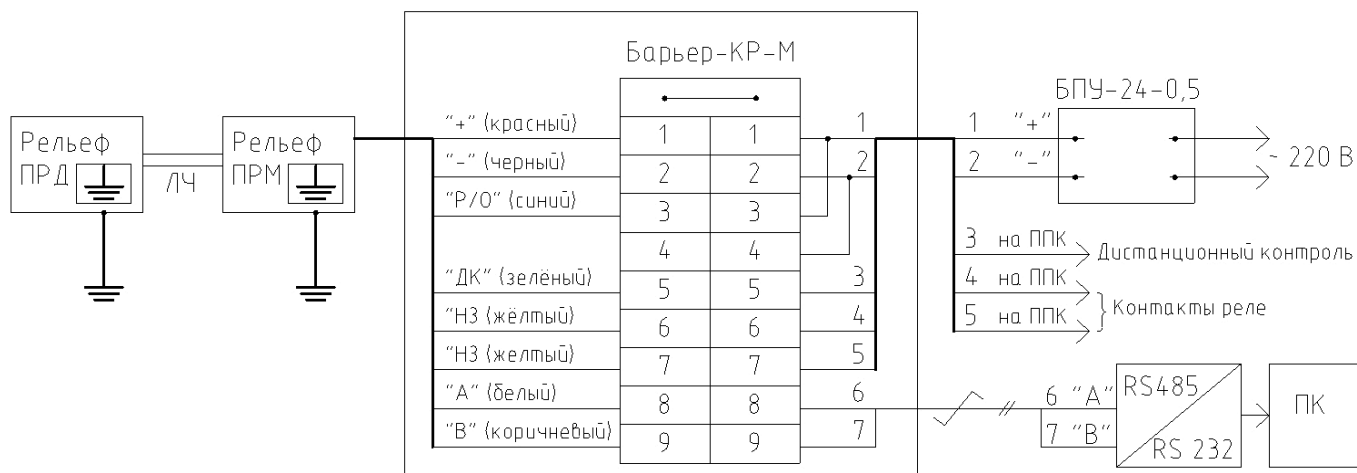 Барьер-КР-М
БПУ-24-0,5
Рельеф
ПРД
ЛЧ
Рельеф
ПРМ
"+" (красный)
"-" (черный)
"Р/О" (синий)
"ДК" (зелёный)
"НЗ (жёлтый)
"НЗ (желтый)
"А" (белый)
"В" (коричневый)
1 1
2 2
3 3
4 4
5 5
6 6
7 7
8 8
9 9
1
2
3
4
5
6
7
1 "+"
2 "-"
~ 220 В
3 на ППК
Дистанционный контроль
4 на ППК
5 на ППК
Контакты реле
6 "А"
7 "В"
RS485
RS 232
ПК